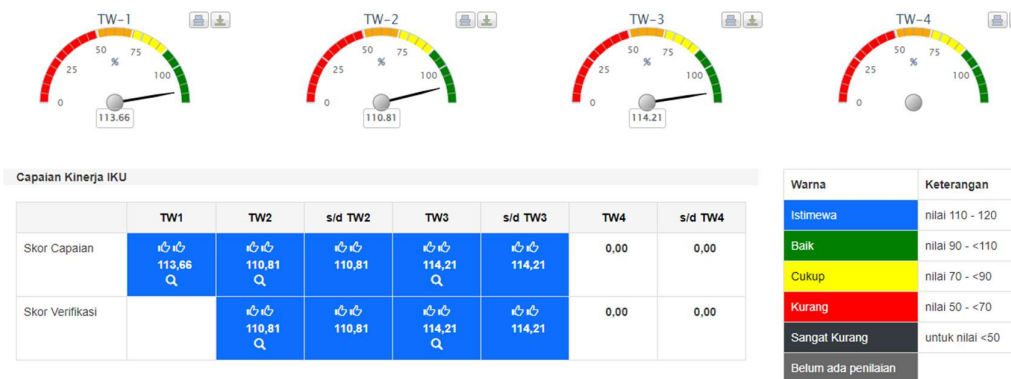 TW-1
50 75
%
25 100
0
113.66
TW-2
50 75
%
25 100
0
110.81
TW-3
50 75
%
25 100
0
114.21
TW-4
50 75
%
25 100
0
Capaian Kinerja IKU
TW1 TW2 s/d TW2 TW3 s/d TW3 TW4 s/d TW4
Skor Capaian 113,66 110,81 110,81 114,21 114,21 0,00 0,00
Skor Verifikasi 110,81 110,81 114,21 114,21 0,00 0,00
Warna Keterangan
Istimewa nilai 110 - 120
Baik nilai 90 - <110
Cukup nilai 70 - <90
Kurang nilai 50 - <70
Sangat Kurang untuk nilai <50
Belum ada penilaian